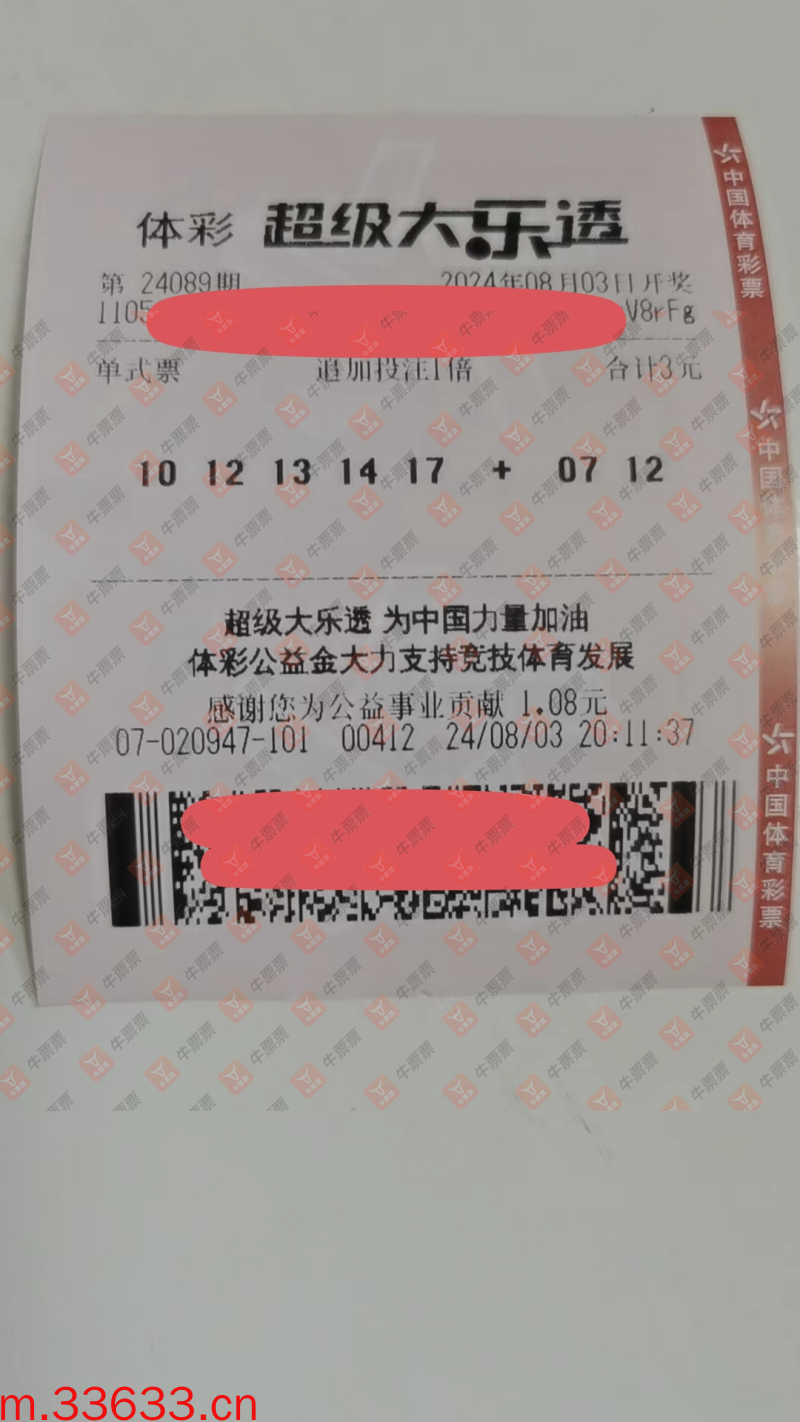 体彩 超级大乐透
第 24089期 2024年08月03日开奖
1105 V8rFg
单式票 追加投注1倍 合计3元
10 12 13 14 17 + 07 12
超级大乐透 为中国力量加油
体彩公益金大力支持竞技体育发展
感谢您为公益事业贡献 1.08元
07-020947-101 00412 24/08/03 20:11:37
中国体育彩票
中国体
中国体育彩票
牛票票
m.33633.cn